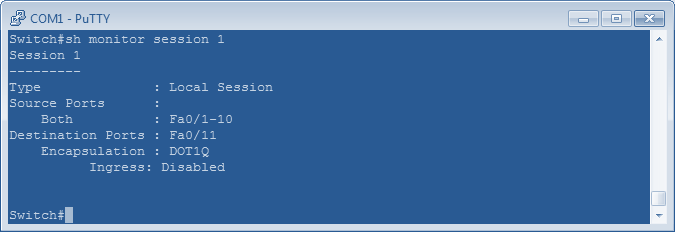 COM1 - PuTTY
Switch#sh monitor session 1
Session 1
---------
Type              : Local Session
Source Ports      :
    Both          : Fa0/1-10
Destination Ports : Fa0/11
    Encapsulation : DOT1Q
          Ingress: Disabled
Switch#